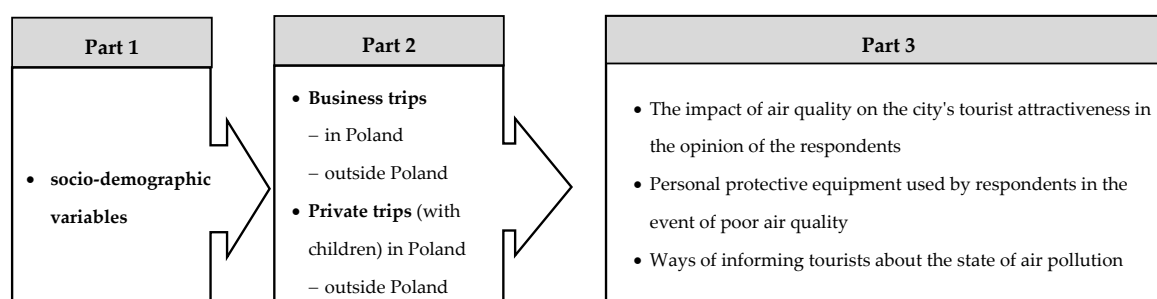 Part 1
• socio-demographic
variables
Part 2
• Business trips
– in Poland
– outside Poland
• Private trips (with
children) in Poland
– outside Poland
Part 3
• The impact of air quality on the city's tourist attractiveness in
the opinion of the respondents
• Personal protective equipment used by respondents in the
event of poor air quality
• Ways of informing tourists about the state of air pollution